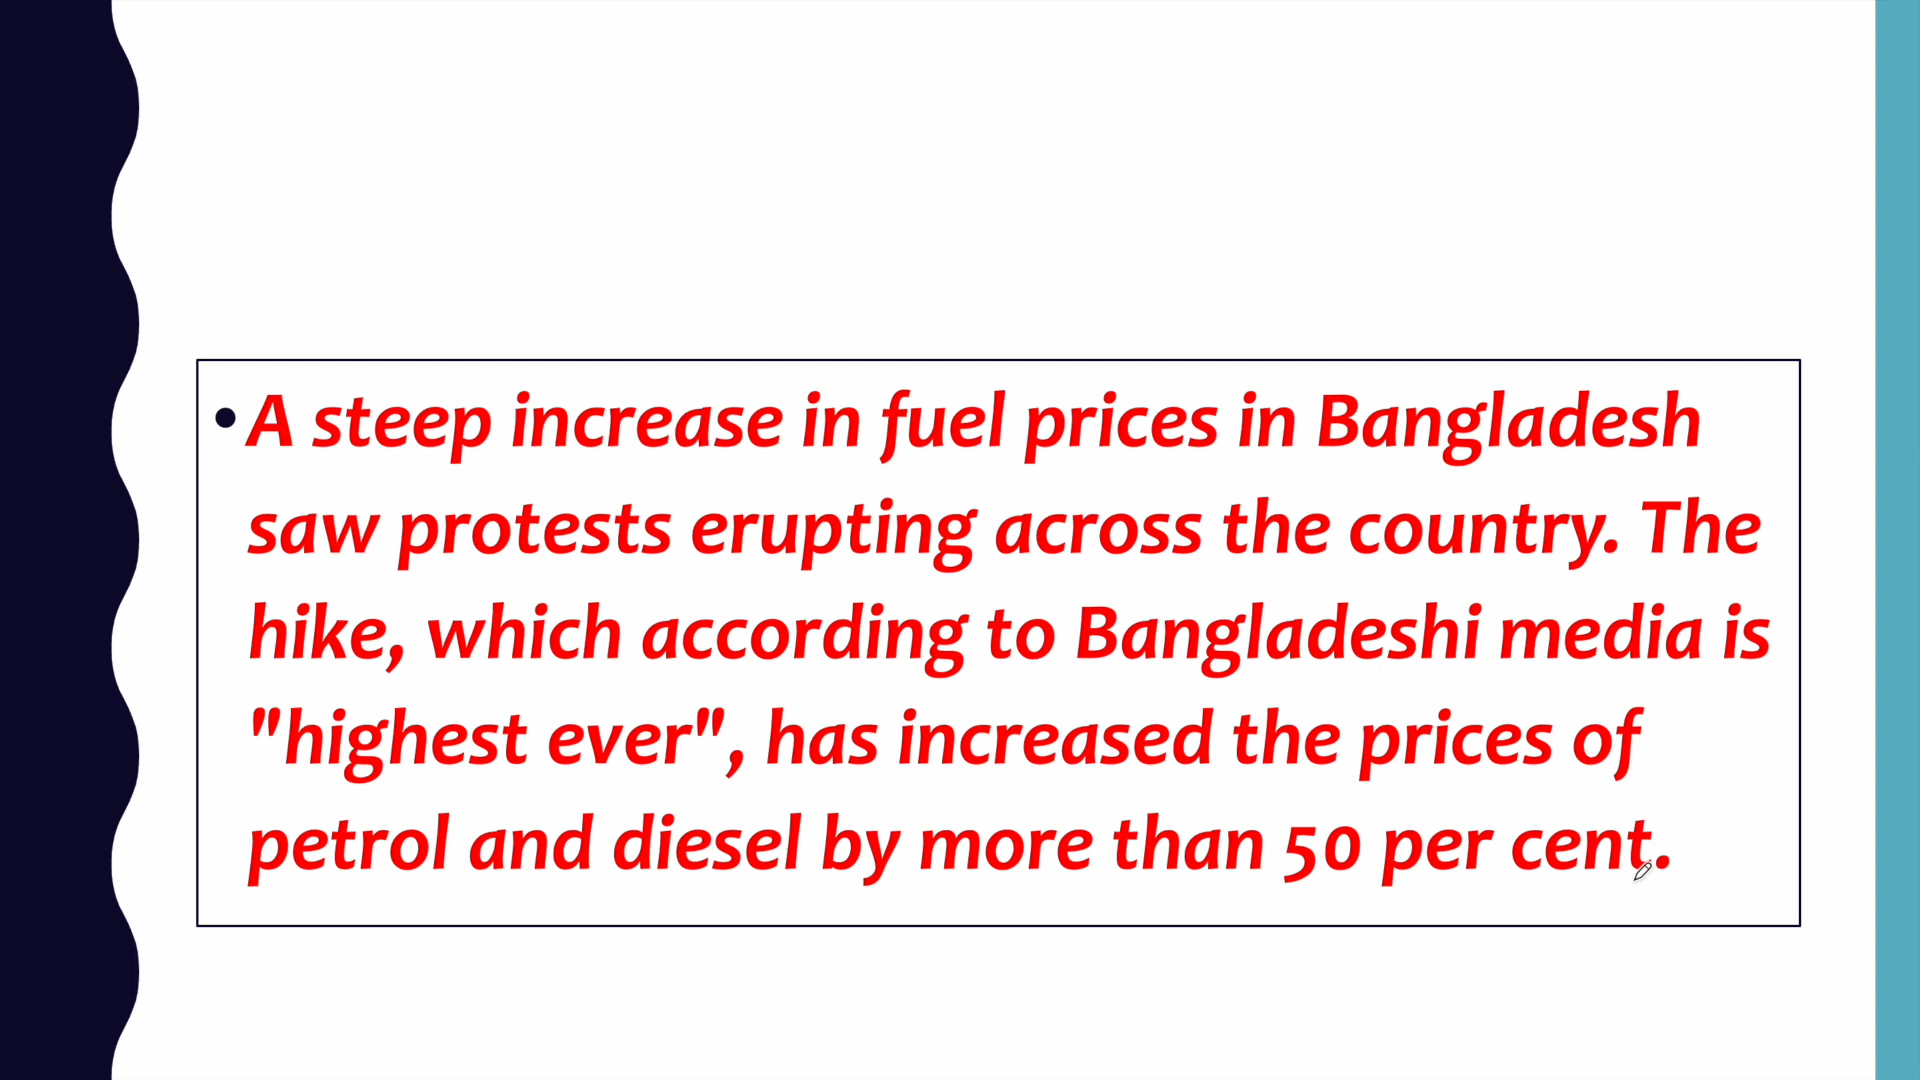 • A steep increase in fuel prices in Bangladesh
saw protests erupting across the country. The
hike, which according to Bangladeshi media is
"highest ever", has increased the prices of
petrol and diesel by more than 50 per cent.